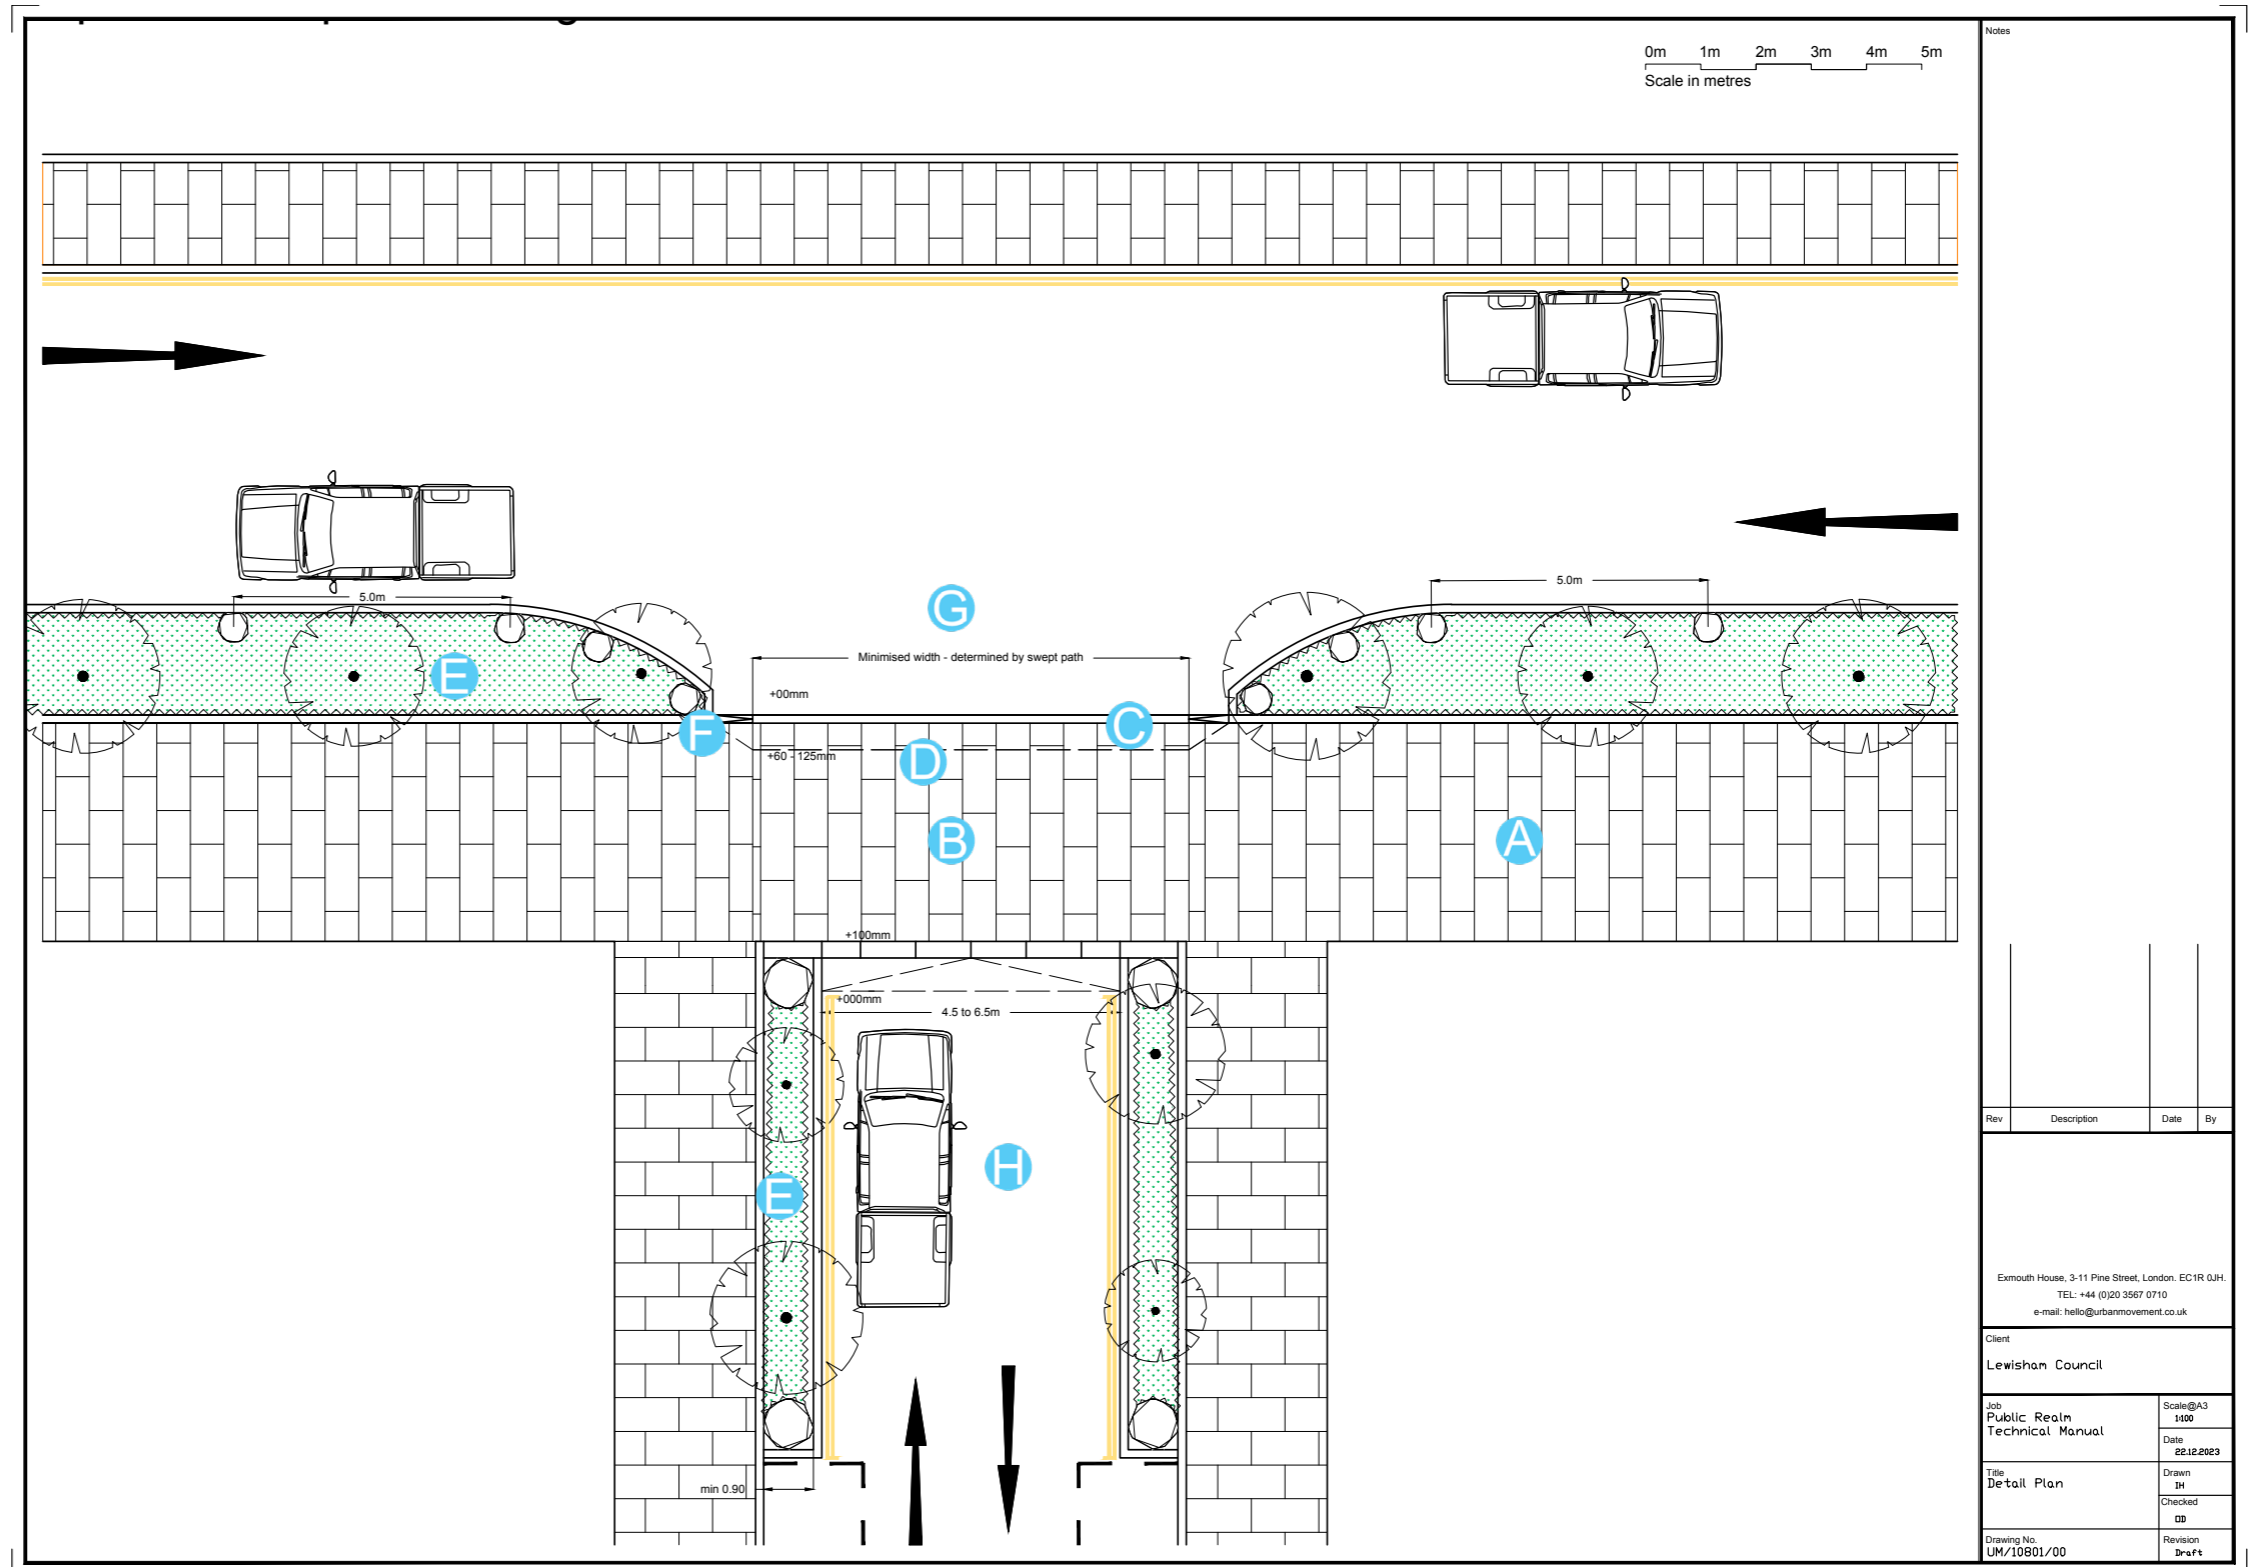 0m 1m 2m 3m 4m 5m
Scale in metres
5.0m
5.0m
G
Minimised width - determined by swept path
E
+00mm
F
C
+60 - 125mm
D
B
A
+100mm
+000mm
4.5 to 6.5m
H
E
min 0.90
Notes
Rev Description Date By
Exmouth House, 3-11 Pine Street, London. EC1R 0JH.
TEL: +44 (0)20 3567 0710
e-mail: hello@urbanmovement.co.uk
Client
Lewisham Council
Job
Public Realm
Technical Manual
Scale@A3
1:100
Date
22.12.2023
Title
Detail Plan
Drawn
IH
Checked
OD
Drawing No.
UM/10801/00
Revision
Draft